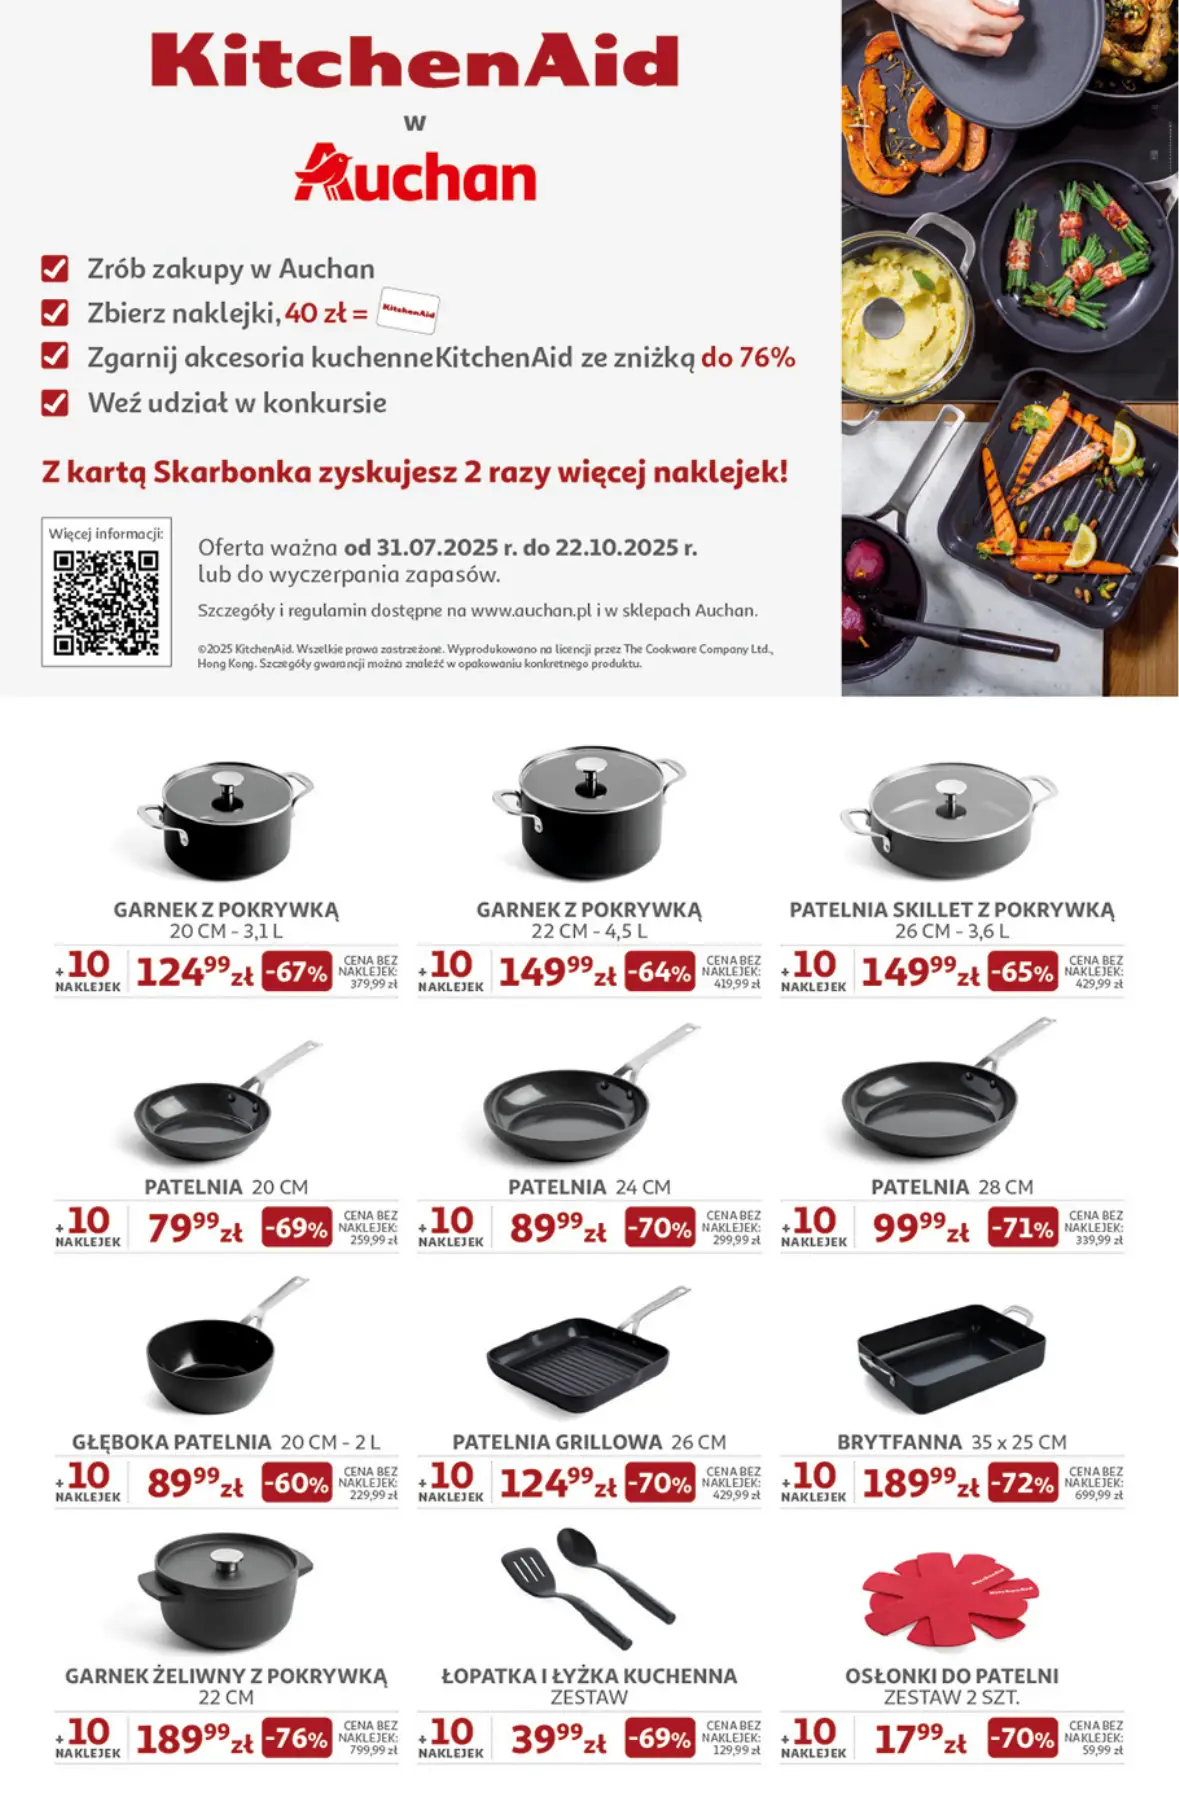 KitchenAid
w
Auchan
Zrób zakupy w Auchan
Zbierz naklejki, 40 zł = KitchenAid
Zgarnij akcesoria kuchenneKitchenAid ze zniżką do 76%
Weź udział w konkursie
Z kartą Skarbonka zyskujesz 2 razy więcej naklejek!
Więcej informacji:
Oferta ważna od 31.07.2025 r. do 22.10.2025 r.
lub do wyczerpania zapasów.
Szczegóły i regulamin dostępne na www.auchan.pl i w sklepach Auchan.
©2025 KitchenAid. Wszelkie prawa zastrzeżone. Wyprodukowano na licencji przez The Cookware Company Ltd.,
Hong Kong. Szczegóły gwarancji można znaleźć w opakowaniu konkretnego produktu.
GARNEK Z POKRYWKĄ
20 CM - 3,1 L
+10 NAKLEJEK 124 99 zł -67% CENA BEZ NAKLEJEK: 379,99 zł
GARNEK Z POKRYWKĄ
22 CM - 4,5 L
+10 NAKLEJEK 149 99 zł -64% CENA BEZ NAKLEJEK: 419,99 zł
PATELNIA SKILLET Z POKRYWKĄ
26 CM - 3,6 L
+10 NAKLEJEK 149 99 zł -65% CENA BEZ NAKLEJEK: 429,99 zł
PATELNIA 20 CM
+10 NAKLEJEK 79 99 zł -69% CENA BEZ NAKLEJEK: 259,99 zł
PATELNIA 24 CM
+10 NAKLEJEK 89 99 zł -70% CENA BEZ NAKLEJEK: 299,99 zł
PATELNIA 28 CM
+10 NAKLEJEK 99 99 zł -71% CENA BEZ NAKLEJEK: 339,99 zł
GŁĘBOKA PATELNIA 20 CM - 2 L
+10 NAKLEJEK 89 99 zł -60% CENA BEZ NAKLEJEK: 229,99 zł
PATELNIA GRILLOWA 26 CM
+10 NAKLEJEK 124 99 zł -70% CENA BEZ NAKLEJEK: 429,99 zł
BRYTFANNA 35 x 25 CM
+10 NAKLEJEK 189 99 zł -72% CENA BEZ NAKLEJEK: 699,99 zł
GARNEK ŻELIWNY Z POKRYWKĄ
22 CM
+10 NAKLEJEK 189 99 zł -76% CENA BEZ NAKLEJEK: 799,99 zł
ŁOPATKA I ŁYŻKA KUCHENNA
ZESTAW
+10 NAKLEJEK 39 99 zł -69% CENA BEZ NAKLEJEK: 129,99 zł
KitchenAid
KitchenAid
OSŁONKI DO PATELNI
ZESTAW 2 SZT.
+10 NAKLEJEK 17 99 zł -70% CENA BEZ NAKLEJEK: 59,99 zł